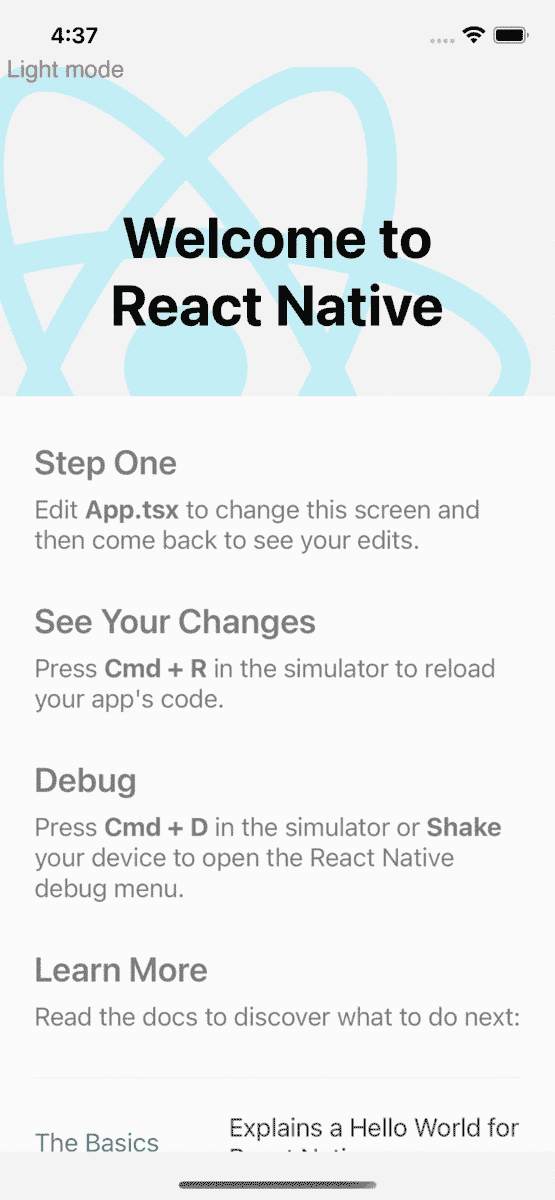 4:37
Light mode
Welcome to
React Native
Step One
Edit App.tsx to change this screen and
then come back to see your edits.
See Your Changes
Press Cmd + R in the simulator to reload
your app's code.
Debug
Press Cmd + D in the simulator or Shake
your device to open the React Native
debug menu.
Learn More
Read the docs to discover what to do next:
The Basics
Explains a Hello World for